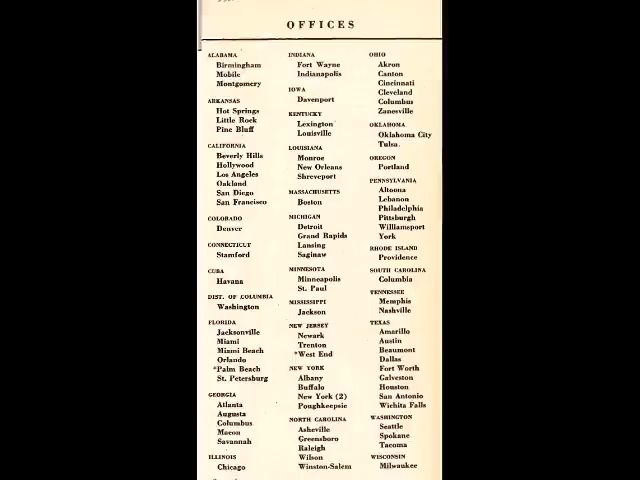 OFFICES
ALABAMA
Birmingham
Mobile
Montgomery
ARKANSAS
Hot Springs
Little Rock
Pine Bluff
CALIFORNIA
Beverly Hills
Hollywood
Los Angeles
Oakland
San Diego
San Francisco
COLORADO
Denver
CONNECTICUT
Stamford
CUBA
Havana
DIST. OF COLUMBIA
Washington
FLORIDA
Jacksonville
Miami
Miami Beach
Orlando
*Palm Beach
St. Petersburg
GEORGIA
Atlanta
Augusta
Columbus
Macon
Savannah
ILLINOIS
Chicago
INDIANA
Fort Wayne
Indianapolis
IOWA
Davenport
KENTUCKY
Lexington
Louisville
LOUISIANA
Monroe
New Orleans
Shreveport
MASSACHUSETTS
Boston
MICHIGAN
Detroit
Grand Rapids
Lansing
Saginaw
MINNESOTA
Minneapolis
St. Paul
MISSISSIPPI
Jackson
NEW JERSEY
Newark
Trenton
*West End
NEW YORK
Albany
Buffalo
New York (2)
Poughkeepsie
NORTH CAROLINA
Asheville
Greensboro
Raleigh
Wilson
Winston-Salem
OHIO
Akron
Canton
Cincinnati
Cleveland
Columbus
Zanesville
OKLAHOMA
Oklahoma City
Tulsa
OREGON
Portland
PENNSYLVANIA
Altoona
Lebanon
Philadelphia
Pittsburgh
Williamsport
York
RHODE ISLAND
Providence
SOUTH CAROLINA
Columbia
TENNESSEE
Memphis
Nashville
TEXAS
Amarillo
Austin
Beaumont
Dallas
Fort Worth
Galveston
Houston
San Antonio
Wichita Falls
WASHINGTON
Seattle
Spokane
Tacoma
WISCONSIN
Milwaukee